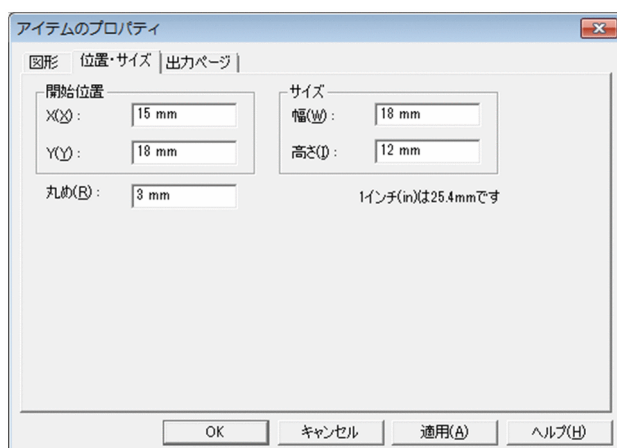 アイテムのプロパティ
図形 位置・サイズ 出力ページ
開始位置 サイズ
X(X): 15 mm 幅(W): 18 mm
Y(Y): 18 mm 高さ(I): 12 mm
丸め(R): 3 mm 1インチ(in)は25.4mmです
OK キャンセル 適用(A) ヘルプ(H)